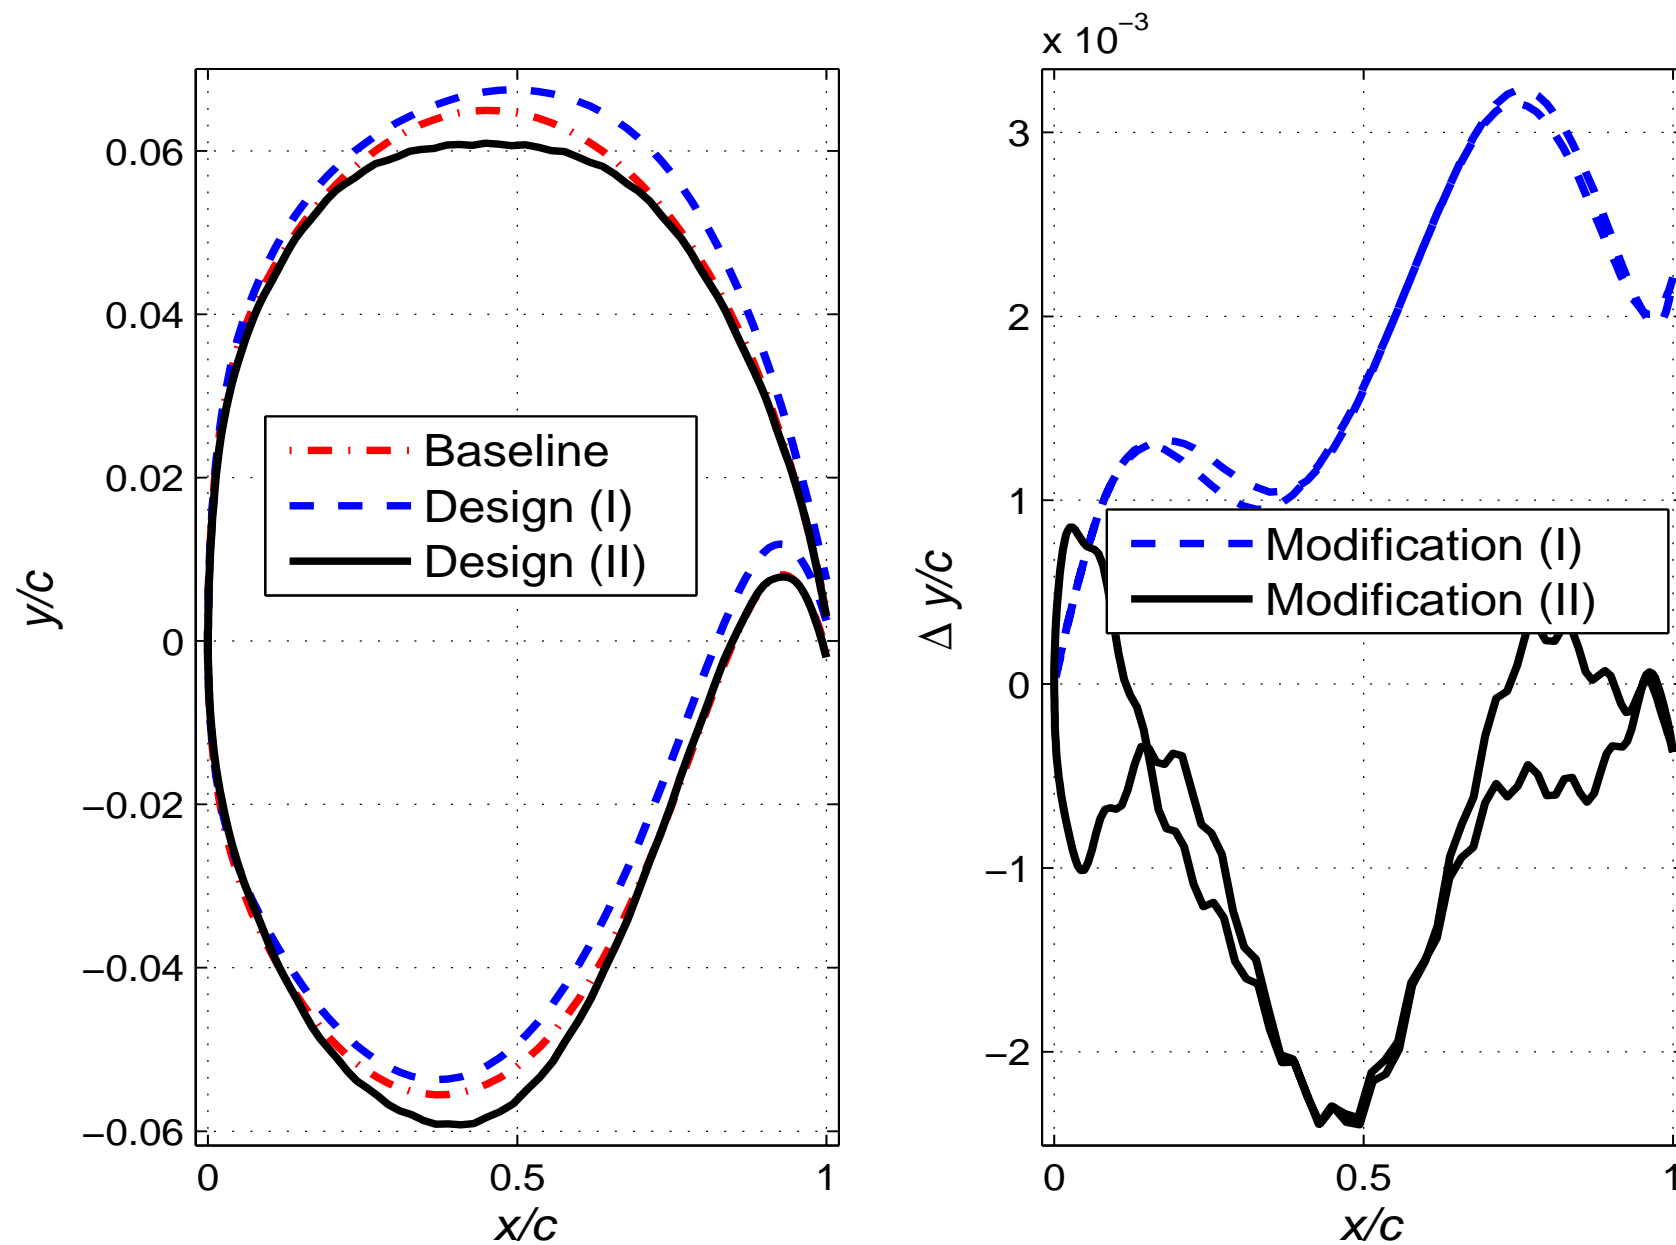 0.06
0.04
0.02
0
−0.02
−0.04
−0.06
y/c
Baseline
Design (I)
Design (II)
0
0.5
1
x/c
x 10−3
3
2
1
0
−1
−2
Δ y/c
Modification (I)
Modification (II)
0
0.5
1
x/c